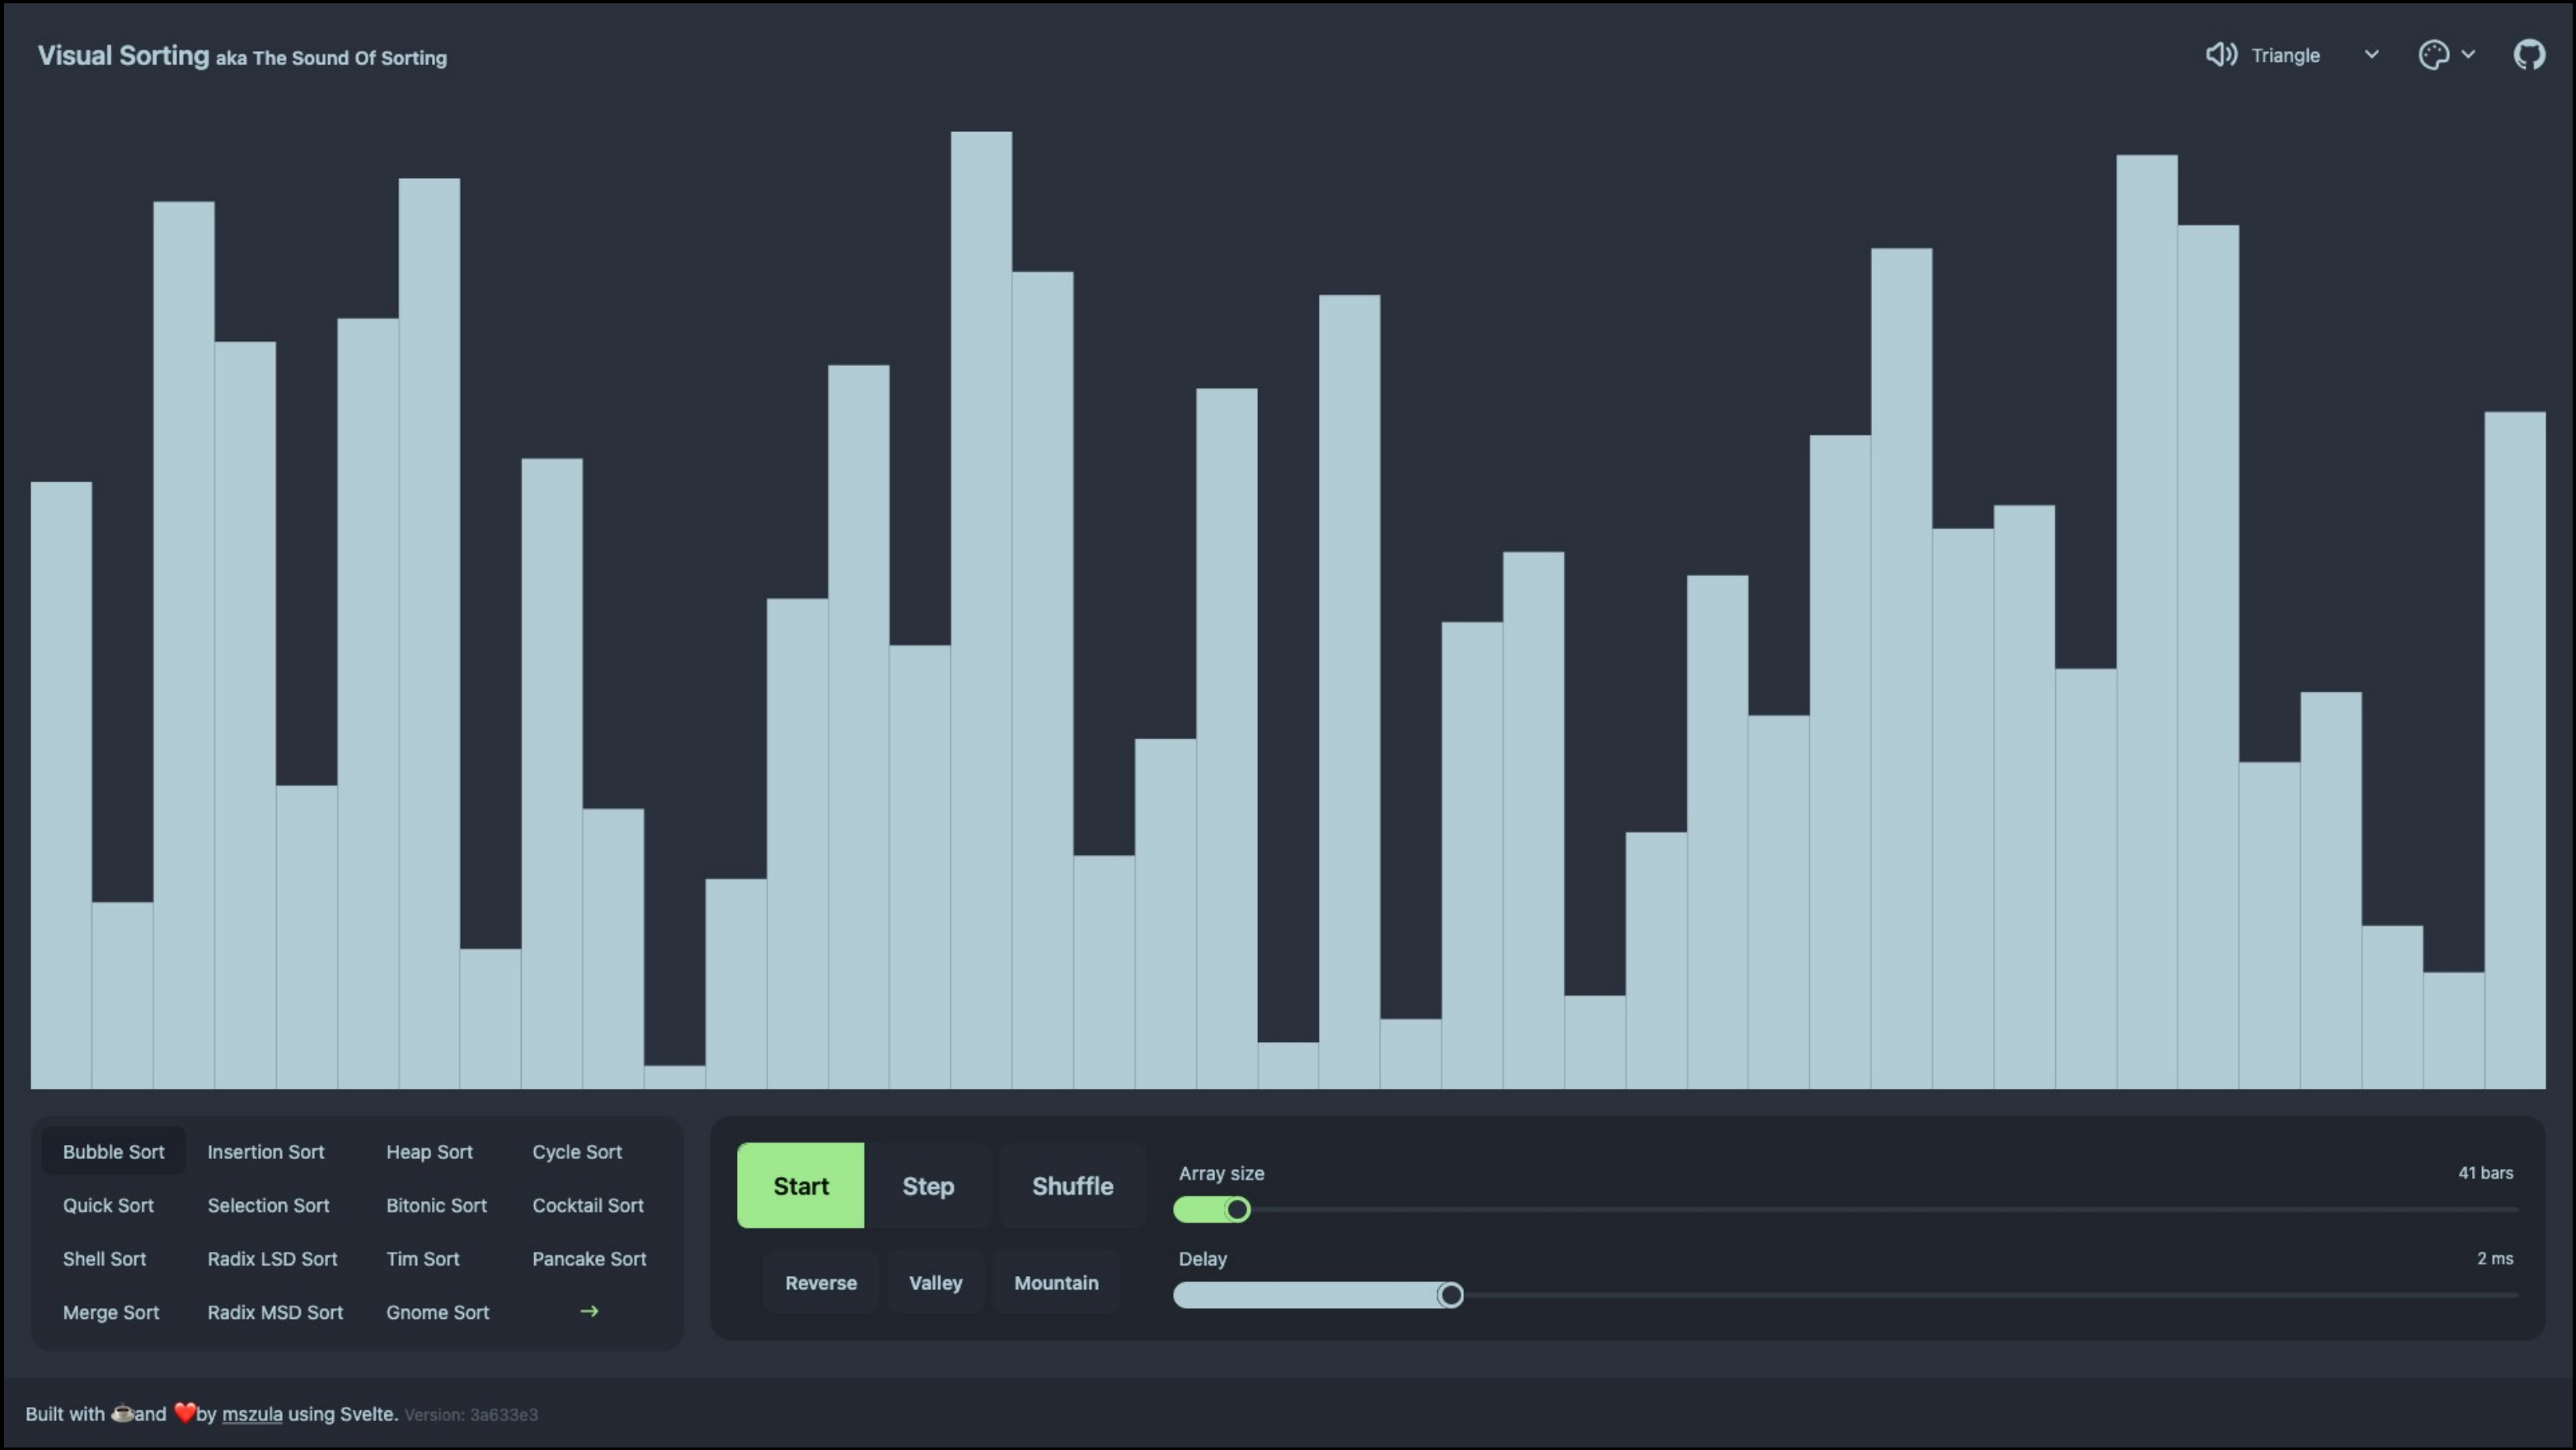 Visual Sorting aka The Sound Of Sorting
Triangle
Bubble Sort Insertion Sort Heap Sort Cycle Sort
Quick Sort Selection Sort Bitonic Sort Cocktail Sort
Shell Sort Radix LSD Sort Tim Sort Pancake Sort
Merge Sort Radix MSD Sort Gnome Sort →
Start Step Shuffle
Reverse Valley Mountain
Array size 41 bars
Delay 2 ms
Built with ☕and ❤️by mszula using Svelte. Version: 3a633e3